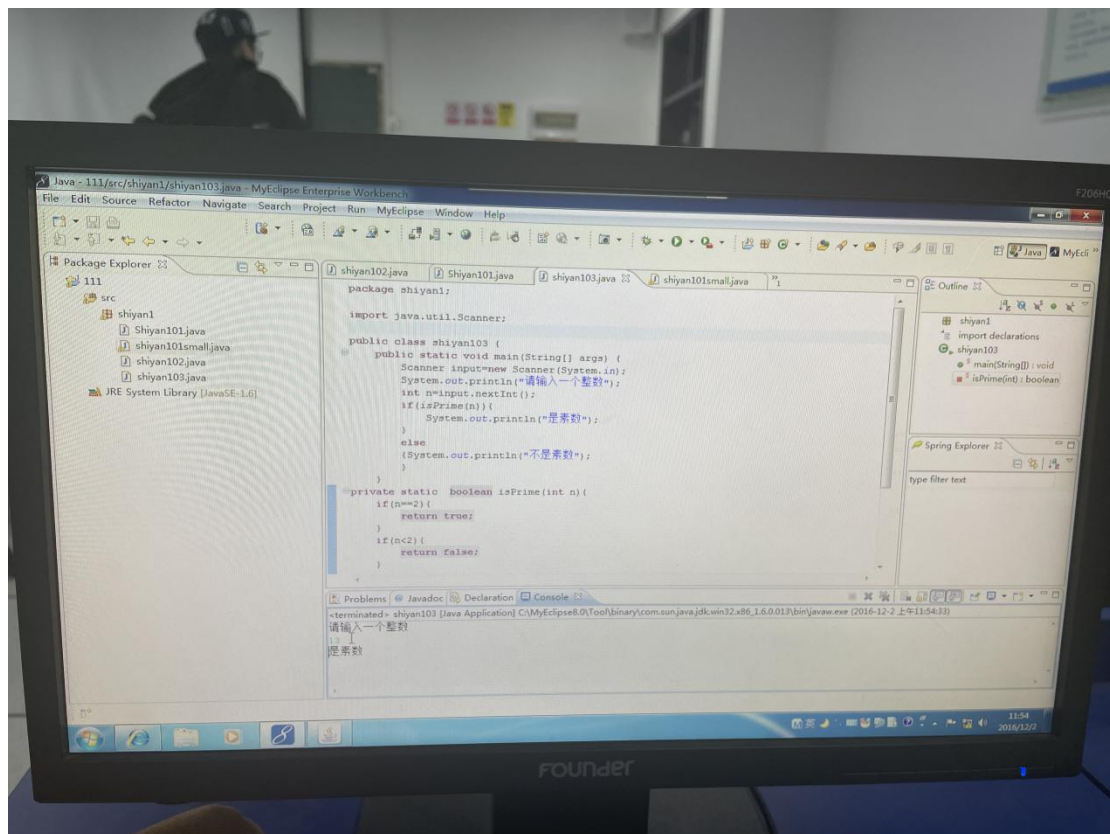 Java - 111/src/shiyan1/shiyan103.java - MyEclipse Enterprise Workbench
File Edit Source Refactor Navigate Search Project Run MyEclipse Window Help
Java MyEcli
Package Explorer
111
src
shiyan1
Shiyan101.java
shiyan101small.java
shiyan102.java
shiyan103.java
JRE System Library [JavaSE-1.6]
shiyan102.java Shiyan101.java shiyan103.java shiyan101small.java
package shiyan1;
import java.util.Scanner;
public class shiyan103 {
public static void main(String[] args) {
Scanner input=new Scanner(System.in);
System.out.println("请输入一个整数");
int n=input.nextInt();
if(isPrime(n)){
System.out.println("是素数");
}
else
{System.out.println("不是素数");
}
}
private static boolean isPrime(int n){
if(n==2){
return true;
}
if(n<2){
return false;
}
Outline
shiyan1
import declarations
shiyan103
main(String[]) : void
isPrime(int) : boolean
Spring Explorer
type filter text
Problems Javadoc Declaration Console
<terminated> shiyan103 [Java Application] C:\MyEclipse8.0\Tool\binary\com.sun.java.jdk.win32.x86_1.6.0.013\bin\javaw.exe (2016-12-2 上午11:54:33)
请输入一个整数
13
是素数
英
11:54
2016/12/2
FOUNDER
F206H